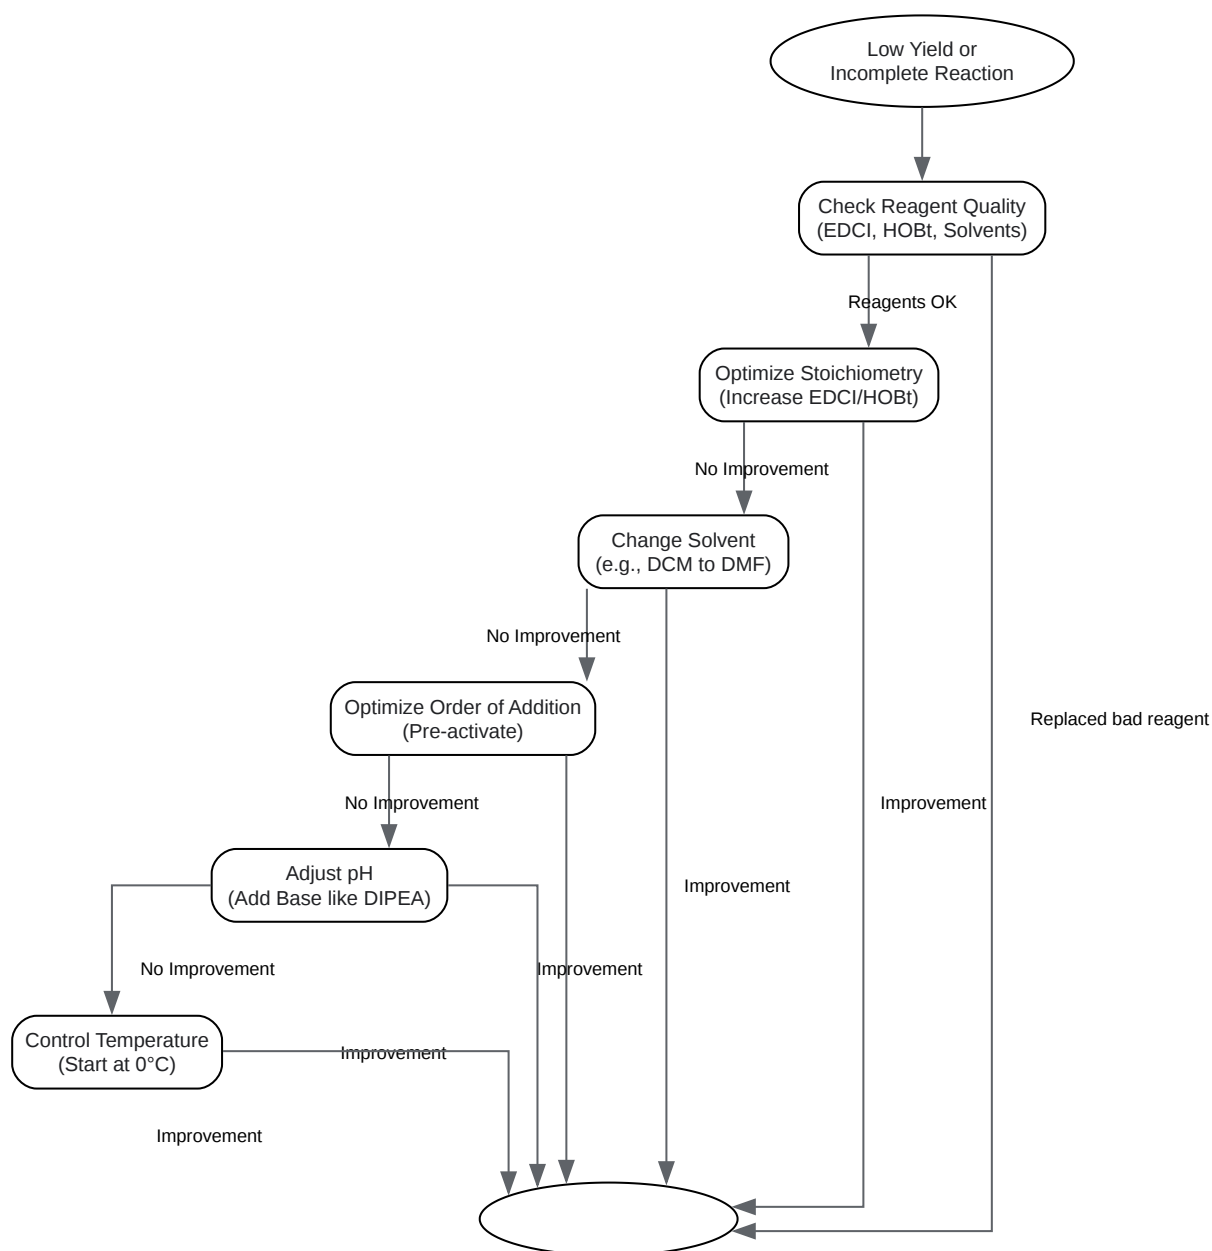 Low Yield or
Incomplete Reaction
Check Reagent Quality
(EDCI, HOBt, Solvents)
Reagents OK
Optimize Stoichiometry
(Increase EDCI/HOBt)
No Improvement
Change Solvent
(e.g., DCM to DMF)
No Improvement
Optimize Order of Addition
(Pre-activate)
Replaced bad reagent
No Improvement
Improvement
Adjust pH
(Add Base like DIPEA)
Improvement
No Improvement
Improvement
Control Temperature
(Start at 0°C)
Improvement
Improvement